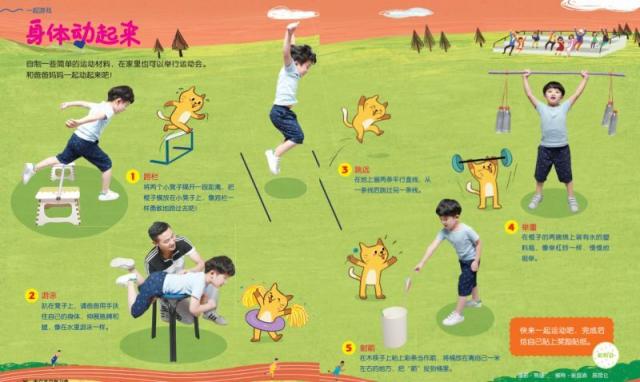 一起游戏
身体动起来
自制一些简单的运动材料，在家里也可以举行运动会。
和爸爸妈妈一起动起来吧！
1 跨栏
将两个小凳子隔开一段距离，把
棍子横放在小凳子上，像跨栏一
样勇敢地跨过去吧！
2 游泳
趴在凳子上，请爸爸用手扶
住自己的身体，伸展胳膊和
腿，像在水里游泳一样。
3 跳远
在地上画两条平行直线，从
一条线后跳过另一条线。
4 举重
在棍子的两端绑上装有水的塑
料瓶，像举杠铃一样，慢慢的
挺举。
5 射箭
在木筷子上粘上彩条当作箭，将桶放在离自己一米
左右的地方，把“箭”投到桶里。
快来一起运动吧，完成后
给自己贴上奖励贴纸。